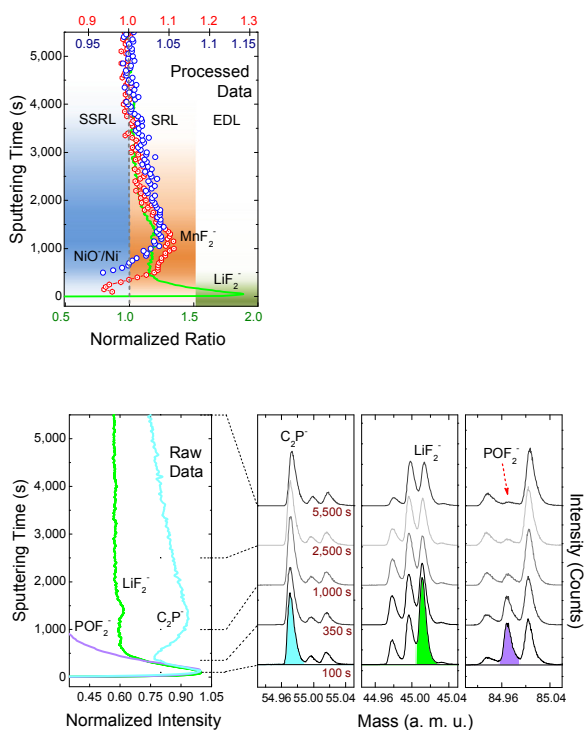 0.9 1.0 1.1 1.2 1.3
0.95 1.0 1.05 1.1 1.15
5,000
4,000
3,000
2,000
1,000
0
Sputtering Time (s)
Processed
Data
SSRL SRL EDL
MnF₂⁻
NiO⁻/Ni⁻
LiF₂⁻
0.5 1.0 1.5 2.0
Normalized Ratio
5,000
4,000
3,000
2,000
1,000
0
Sputtering Time (s)
Raw
Data
LiF₂⁻
C₂P⁻
POF₂⁻
0.45 0.60 0.75 0.90 1.05
Normalized Intensity
C₂P⁻
5,500 s
2,500 s
1,000 s
350 s
100 s
54.96 55.00 55.04
LiF₂⁻
44.96 45.00
POF₂⁻
84.96 85.04
Mass (a. m. u.)
Intensity (Counts)